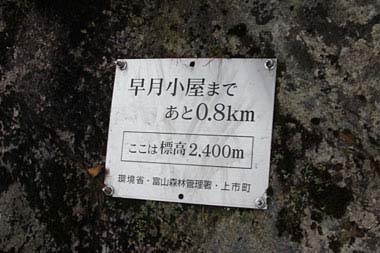 早月小屋まで
あと0.8km
ここは標高2,400m
環境省・富山森林管理署・上市町